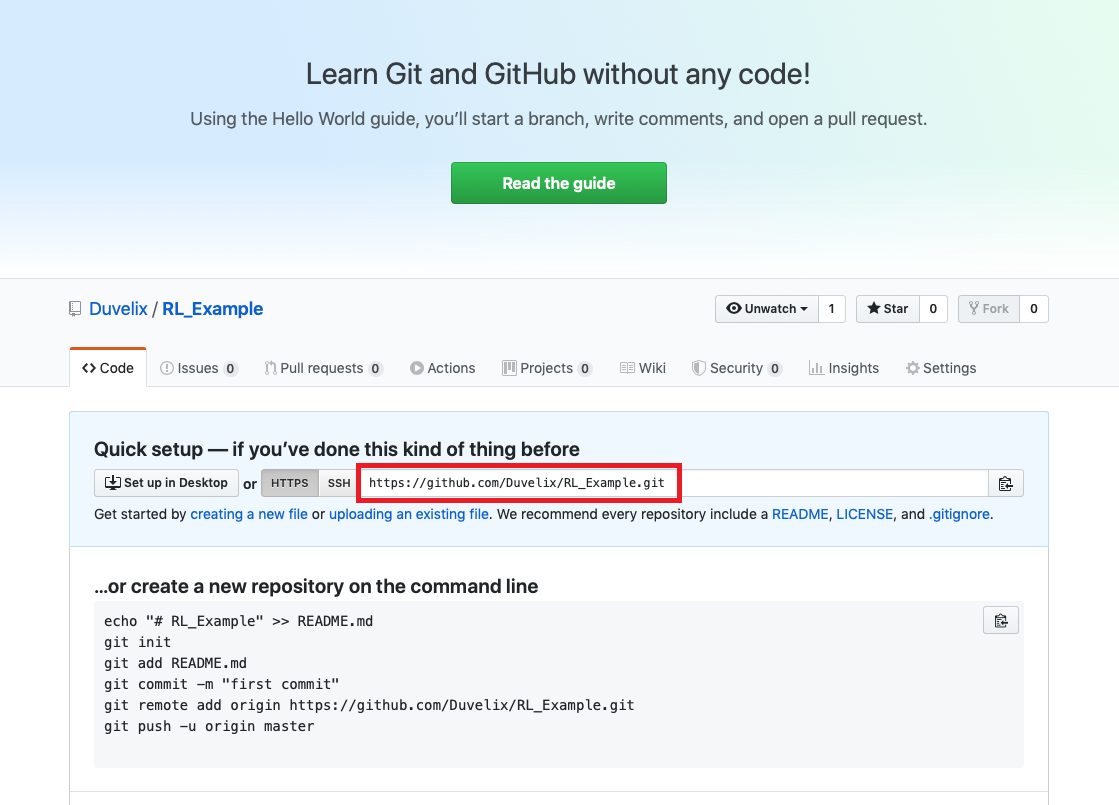 Learn Git and GitHub without any code!
Using the Hello World guide, you’ll start a branch, write comments, and open a pull request.
Read the guide
Duvelix / RL_Example
Unwatch 1 Star 0 Fork 0
Code Issues 0 Pull requests 0 Actions Projects 0 Wiki Security 0 Insights Settings
Quick setup — if you’ve done this kind of thing before
Set up in Desktop or HTTPS SSH https://github.com/Duvelix/RL_Example.git
Get started by creating a new file or uploading an existing file. We recommend every repository include a README, LICENSE, and .gitignore.
…or create a new repository on the command line
echo "# RL_Example" >> README.md
git init
git add README.md
git commit -m "first commit"
git remote add origin https://github.com/Duvelix/RL_Example.git
git push -u origin master